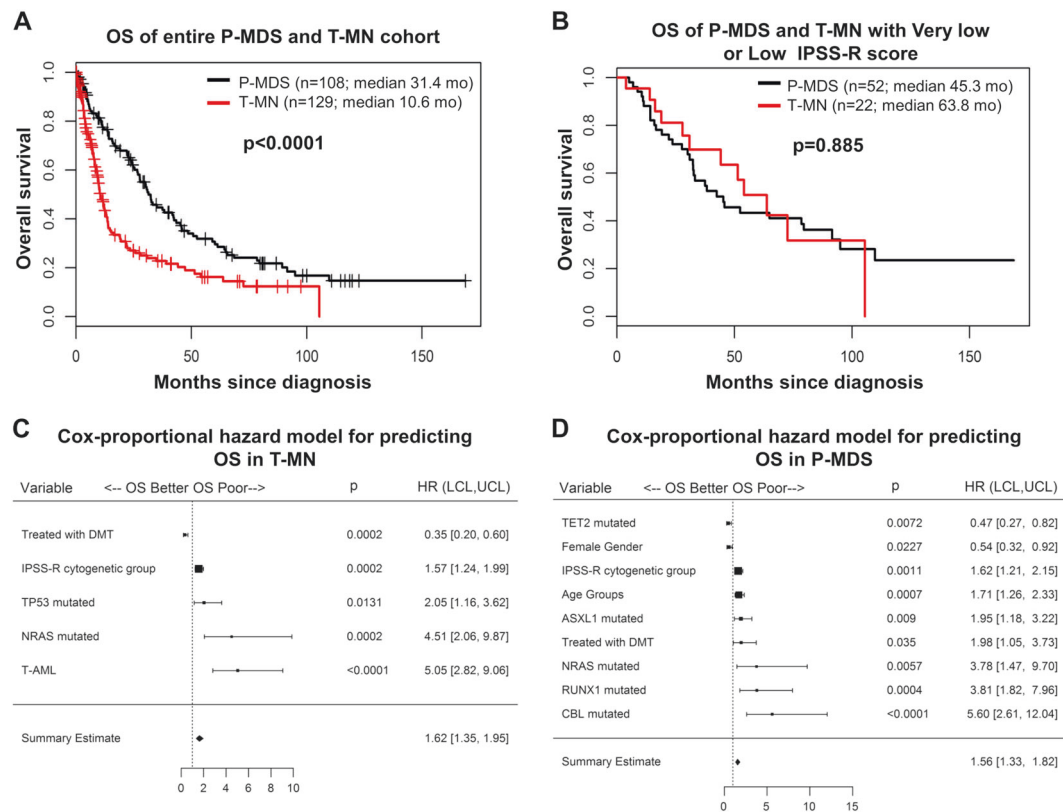 A
OS of entire P-MDS and T-MN cohort
P-MDS (n=108; median 31.4 mo)
T-MN (n=129; median 10.6 mo)
p<0.0001
Overall survival
0.0 0.2 0.4 0.6 0.8 1.0
0 50 100 150
Months since diagnosis
B
OS of P-MDS and T-MN with Very low
or Low IPSS-R score
P-MDS (n=52; median 45.3 mo)
T-MN (n=22; median 63.8 mo)
p=0.885
Overall survival
0.0 0.2 0.4 0.6 0.8 1.0
0 50 100 150
Months since diagnosis
C
Cox-proportional hazard model for predicting
OS in T-MN
Variable <-- OS Better OS Poor--> p HR (LCL,UCL)
Treated with DMT 0.0002 0.35 [0.20, 0.60]
IPSS-R cytogenetic group 0.0002 1.57 [1.24, 1.99]
TP53 mutated 0.0131 2.05 [1.16, 3.62]
NRAS mutated 0.0002 4.51 [2.06, 9.87]
T-AML <0.0001 5.05 [2.82, 9.06]
Summary Estimate 1.62 [1.35, 1.95]
0 2 4 6 8 10
D
Cox-proportional hazard model for predicting
OS in P-MDS
Variable <-- OS Better OS Poor--> p HR (LCL,UCL)
TET2 mutated 0.0072 0.47 [0.27, 0.82]
Female Gender 0.0227 0.54 [0.32, 0.92]
IPSS-R cytogenetic group 0.0011 1.62 [1.21, 2.15]
Age Groups 0.0007 1.71 [1.26, 2.33]
ASXL1 mutated 0.009 1.95 [1.18, 3.22]
Treated with DMT 0.035 1.98 [1.05, 3.73]
NRAS mutated 0.0057 3.78 [1.47, 9.70]
RUNX1 mutated 0.0004 3.81 [1.82, 7.96]
CBL mutated <0.0001 5.60 [2.61, 12.04]
Summary Estimate 1.56 [1.33, 1.82]
0 5 10 15